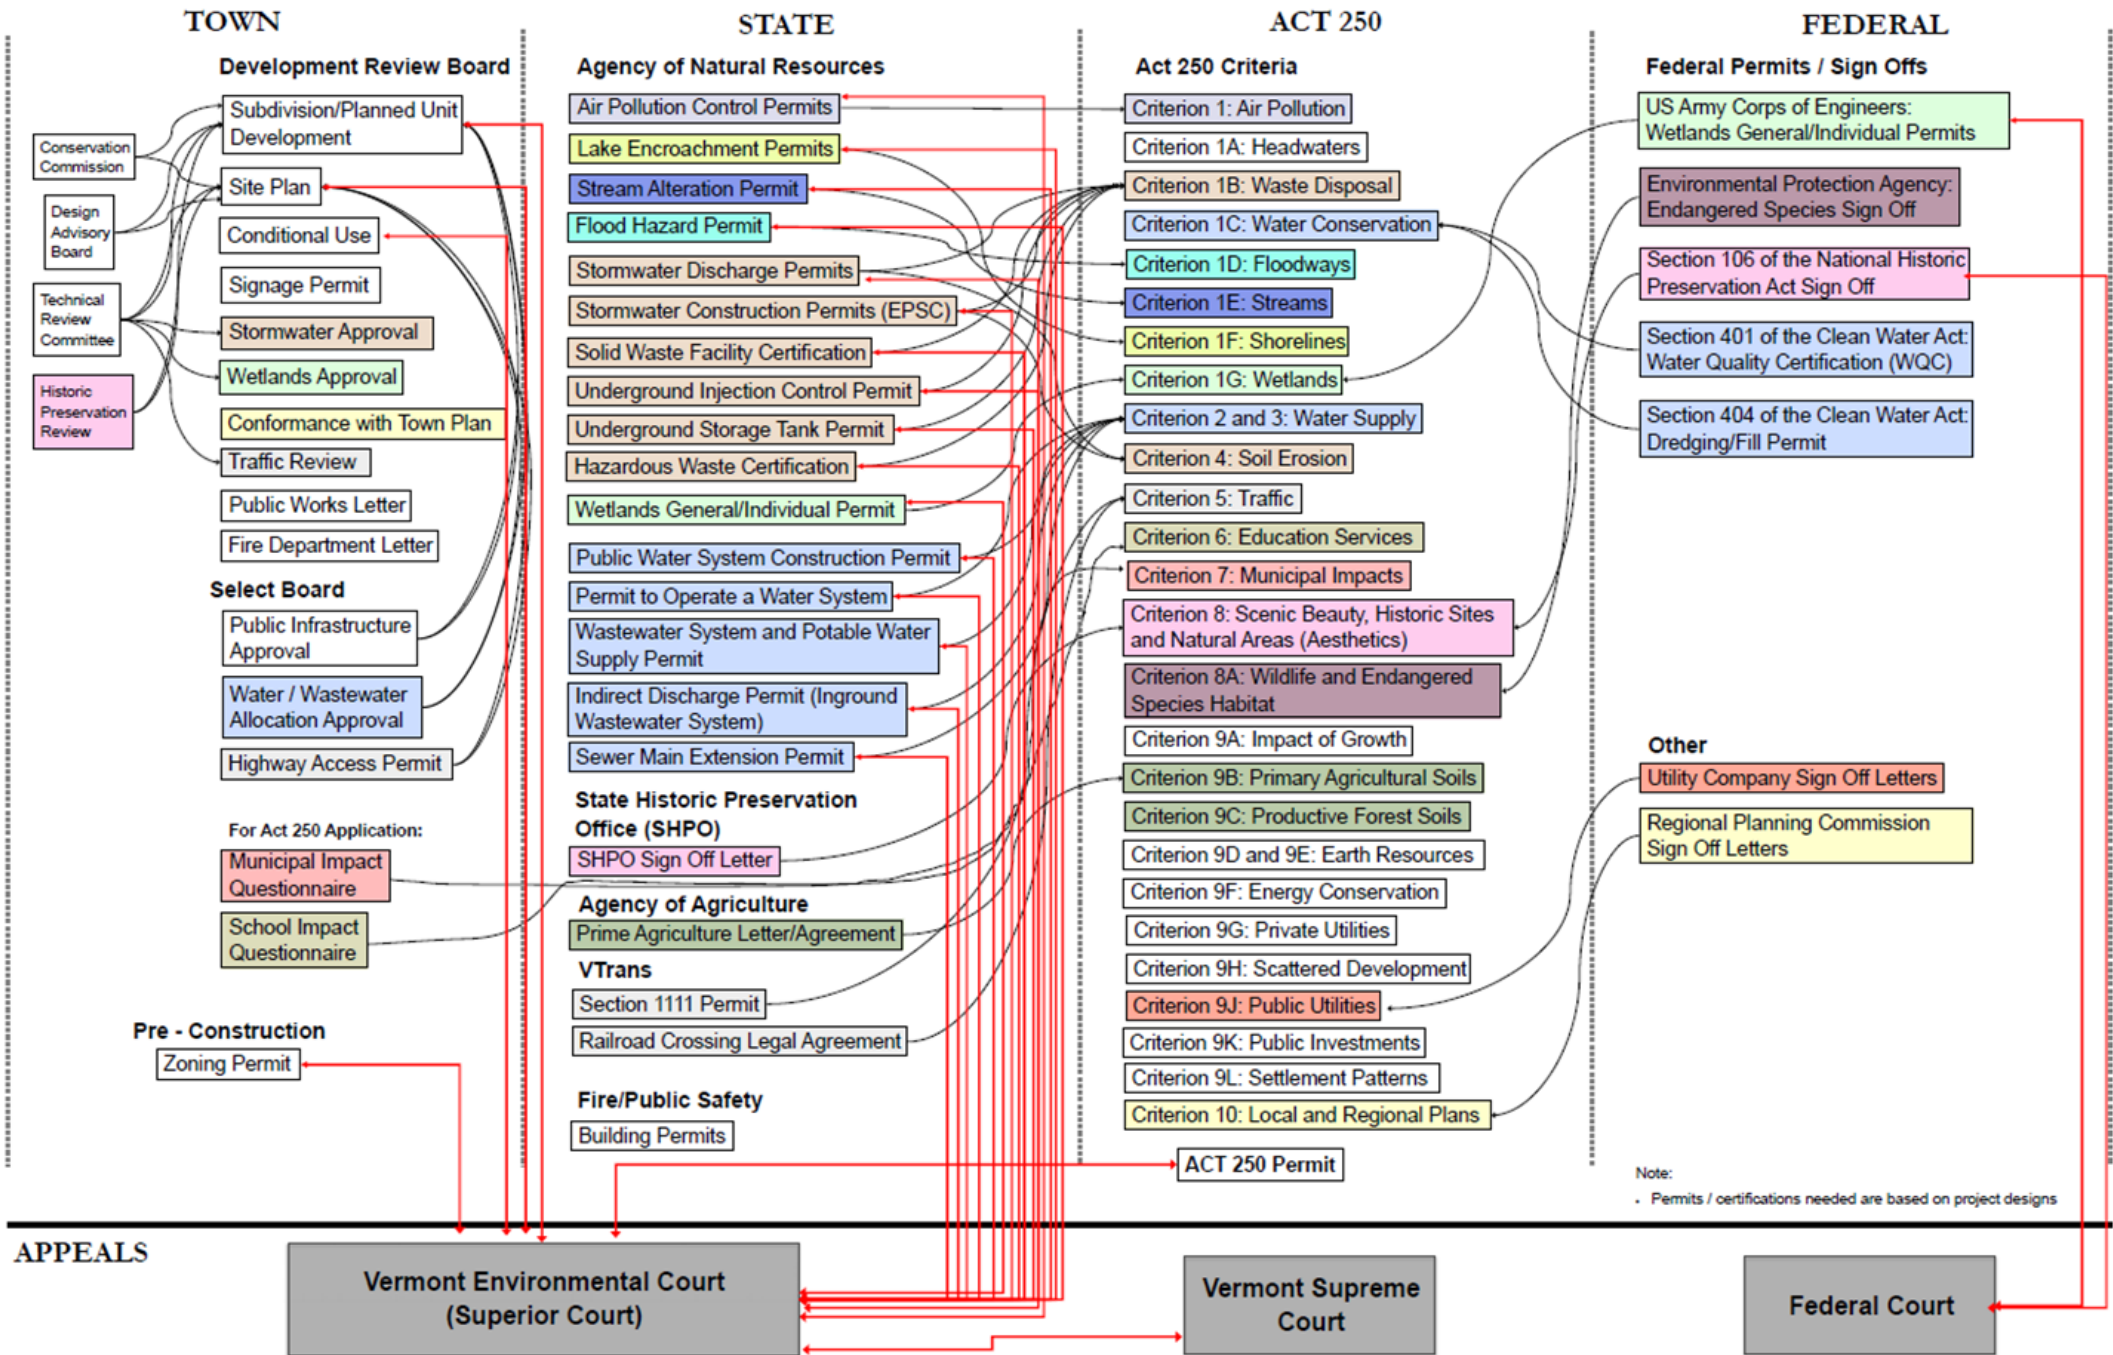 TOWN
STATE
ACT 250
FEDERAL
Development Review Board
Subdivision/Planned Unit
Development
Conservation
Commission
Site Plan
Design
Advisory
Board
Conditional Use
Signage Permit
Technical
Review
Committee
Stormwater Approval
Wetlands Approval
Historic
Preservation
Review
Conformance with Town Plan
Traffic Review
Public Works Letter
Fire Department Letter
Select Board
Public Infrastructure
Approval
Water / Wastewater
Allocation Approval
Highway Access Permit
For Act 250 Application:
Municipal Impact
Questionnaire
School Impact
Questionnaire
Pre - Construction
Zoning Permit
Agency of Natural Resources
Air Pollution Control Permits
Lake Encroachment Permits
Stream Alteration Permit
Flood Hazard Permit
Stormwater Discharge Permits
Stormwater Construction Permits (EPSC)
Solid Waste Facility Certification
Underground Injection Control Permit
Underground Storage Tank Permit
Hazardous Waste Certification
Wetlands General/Individual Permit
Public Water System Construction Permit
Permit to Operate a Water System
Wastewater System and Potable Water
Supply Permit
Indirect Discharge Permit (Inground
Wastewater System)
Sewer Main Extension Permit
State Historic Preservation
Office (SHPO)
SHPO Sign Off Letter
Agency of Agriculture
Prime Agriculture Letter/Agreement
VTrans
Section 1111 Permit
Railroad Crossing Legal Agreement
Fire/Public Safety
Building Permits
Act 250 Criteria
Criterion 1: Air Pollution
Criterion 1A: Headwaters
Criterion 1B: Waste Disposal
Criterion 1C: Water Conservation
Criterion 1D: Floodways
Criterion 1E: Streams
Criterion 1F: Shorelines
Criterion 1G: Wetlands
Criterion 2 and 3: Water Supply
Criterion 4: Soil Erosion
Criterion 5: Traffic
Criterion 6: Education Services
Criterion 7: Municipal Impacts
Criterion 8: Scenic Beauty, Historic Sites
and Natural Areas (Aesthetics)
Criterion 8A: Wildlife and Endangered
Species Habitat
Criterion 9A: Impact of Growth
Criterion 9B: Primary Agricultural Soils
Criterion 9C: Productive Forest Soils
Criterion 9D and 9E: Earth Resources
Criterion 9F: Energy Conservation
Criterion 9G: Private Utilities
Criterion 9H: Scattered Development
Criterion 9J: Public Utilities
Criterion 9K: Public Investments
Criterion 9L: Settlement Patterns
Criterion 10: Local and Regional Plans
ACT 250 Permit
Federal Permits / Sign Offs
US Army Corps of Engineers:
Wetlands General/Individual Permits
Environmental Protection Agency:
Endangered Species Sign Off
Section 106 of the National Historic
Preservation Act Sign Off
Section 401 of the Clean Water Act:
Water Quality Certification (WQC)
Section 404 of the Clean Water Act:
Dredging/Fill Permit
Other
Utility Company Sign Off Letters
Regional Planning Commission
Sign Off Letters
Note:
• Permits / certifications needed are based on project designs
APPEALS
Vermont Environmental Court
(Superior Court)
Vermont Supreme
Court
Federal Court